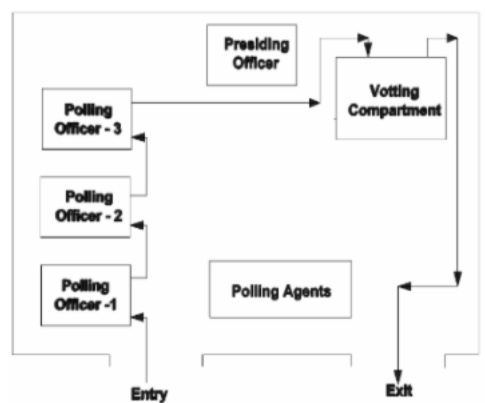 Presiding
Officer
Votting
Compartment
Polling
Officer - 3
Polling
Officer - 2
Polling
Officer -1
Polling Agents
Entry
Exit